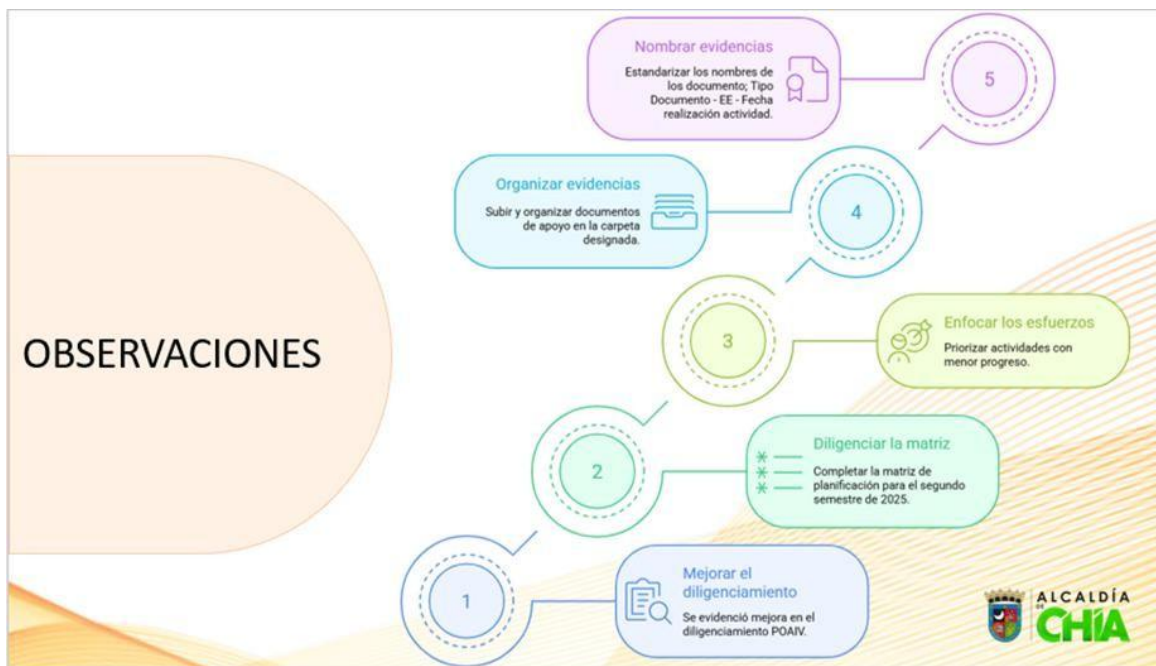 OBSERVACIONES
Nombrar evidencias
Estandarizar los nombres de
los documento; Tipo
Documento - EE - Fecha
realización actividad.
5
Organizar evidencias
Subir y organizar documentos
de apoyo en la carpeta
designada.
4
3
Enfocar los esfuerzos
Priorizar actividades con
menor progreso.
2
Diligenciar la matriz
Completar la matriz de
planificación para el segundo
semestre de 2025.
1
Mejorar el
diligenciamiento
Se evidenció mejora en el
diligenciamiento POAIV.
ALCALDÍA
DE CHÍA